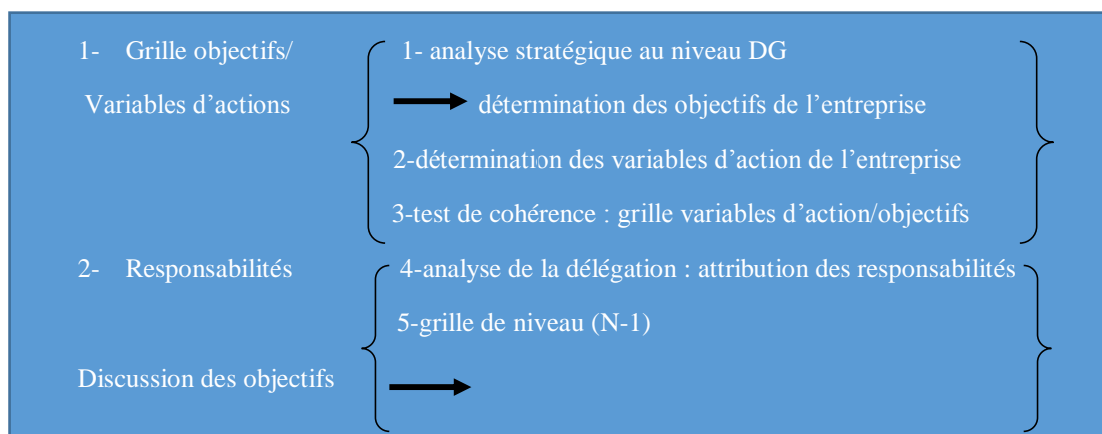 1- Grille objectifs/ 1- analyse stratégique au niveau DG
Variables d’actions détermination des objectifs de l’entreprise
2-détermination des variables d’action de l’entreprise
3-test de cohérence : grille variables d’action/objectifs
2- Responsabilités 4-analyse de la délégation : attribution des responsabilités
5-grille de niveau (N-1)
Discussion des objectifs